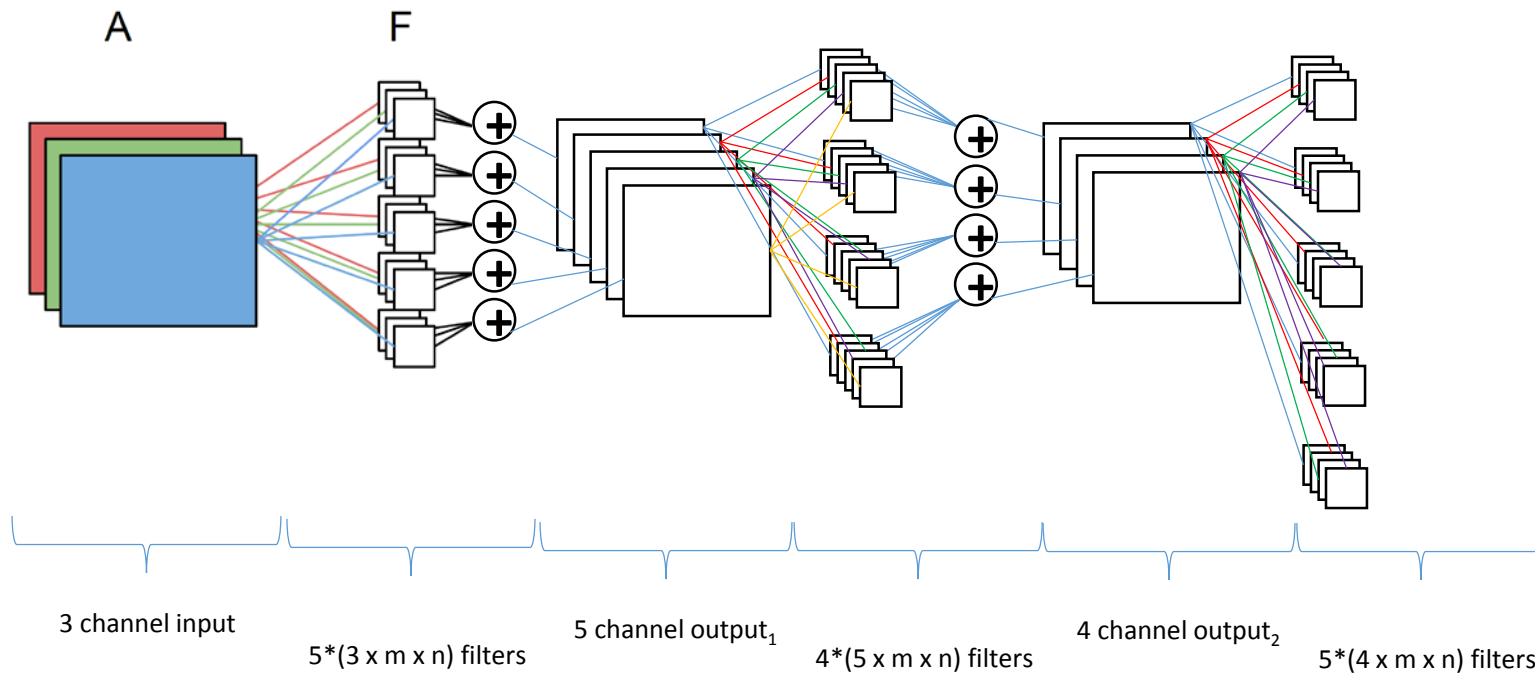 A
F
+
+
+
+
+
+
+
+
+
3 channel input
5*(3 x m x n) filters
5 channel output₁
4*(5 x m x n) filters
4 channel output₂
5*(4 x m x n) filters